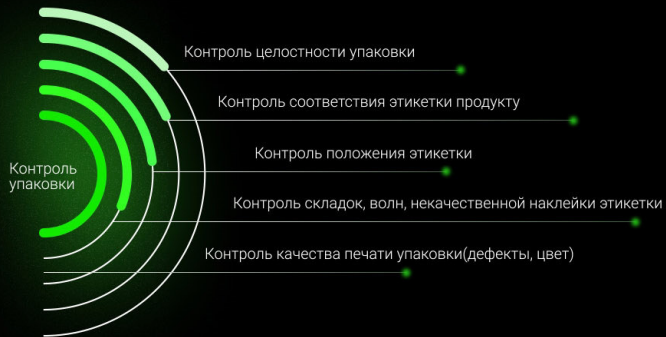 Контроль целостности упаковки
Контроль соответствия этикетки продукту
Контроль положения этикетки
Контроль
упаковки
Контроль складок, волн, некачественной наклейки этикетки
Контроль качества печати упаковки(дефекты, цвет)